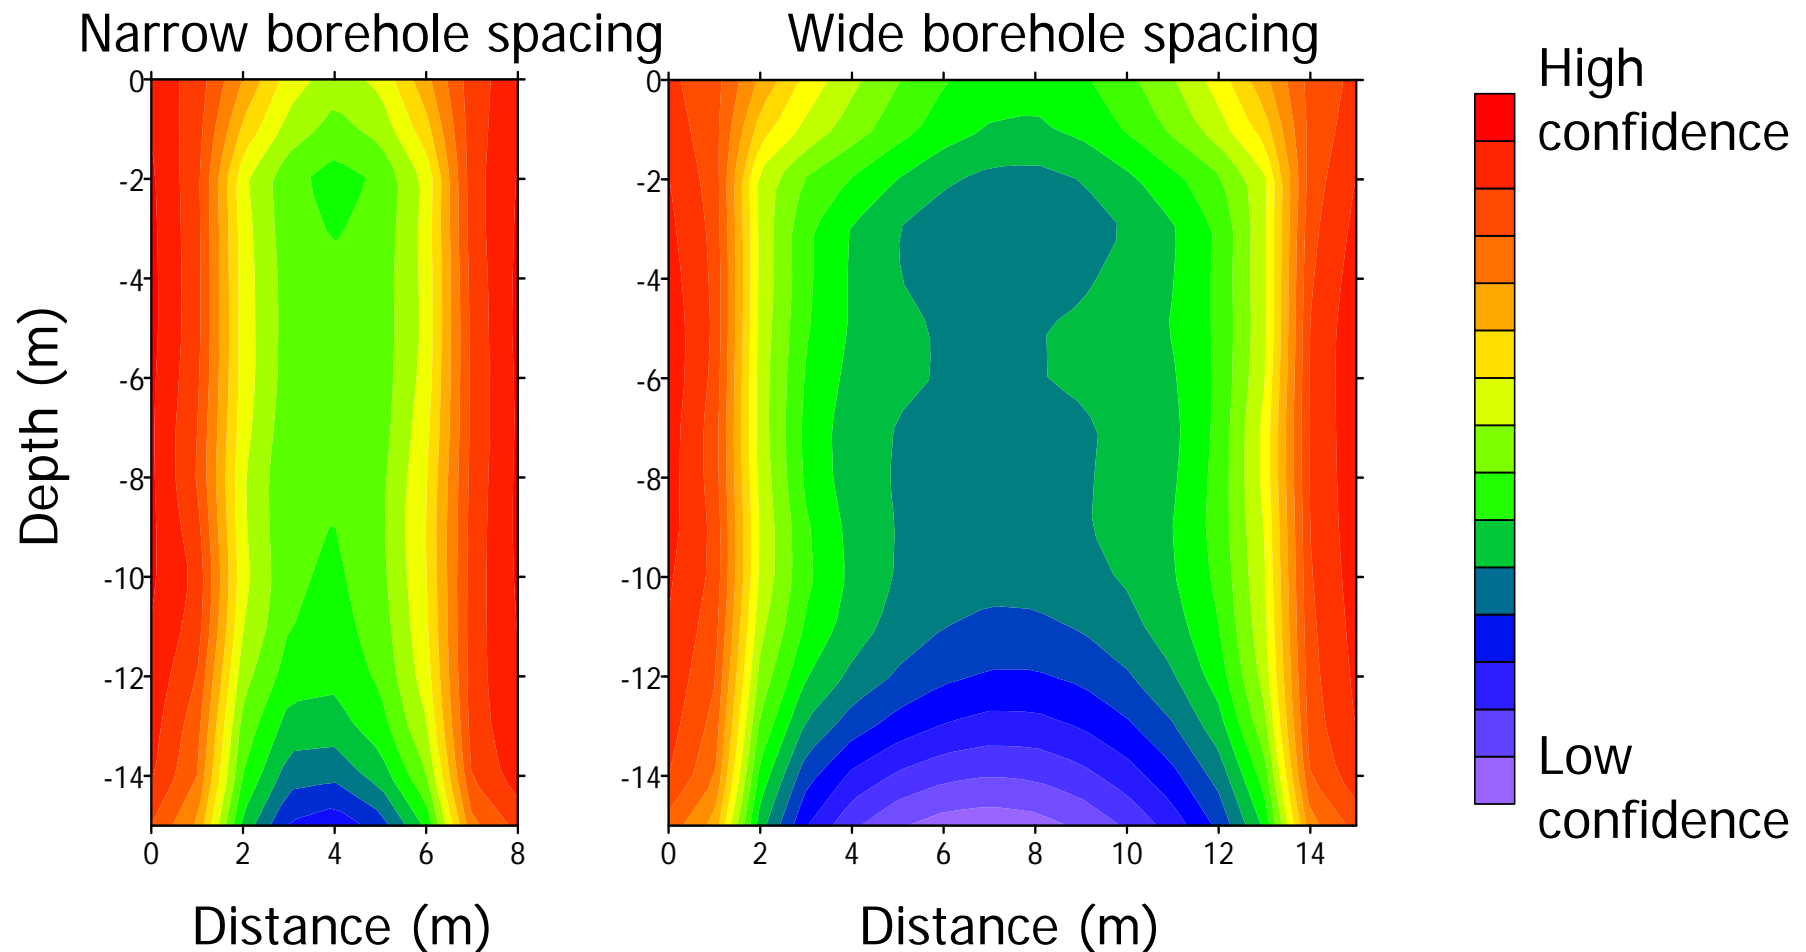 Narrow borehole spacing
Wide borehole spacing
High
confidence
Low
confidence
Depth (m)
0
-2
-4
-6
-8
-10
-12
-14
0 2 4 6 8
Distance (m)
0
-2
-4
-6
-8
-10
-12
-14
0 2 4 6 8 10 12 14
Distance (m)